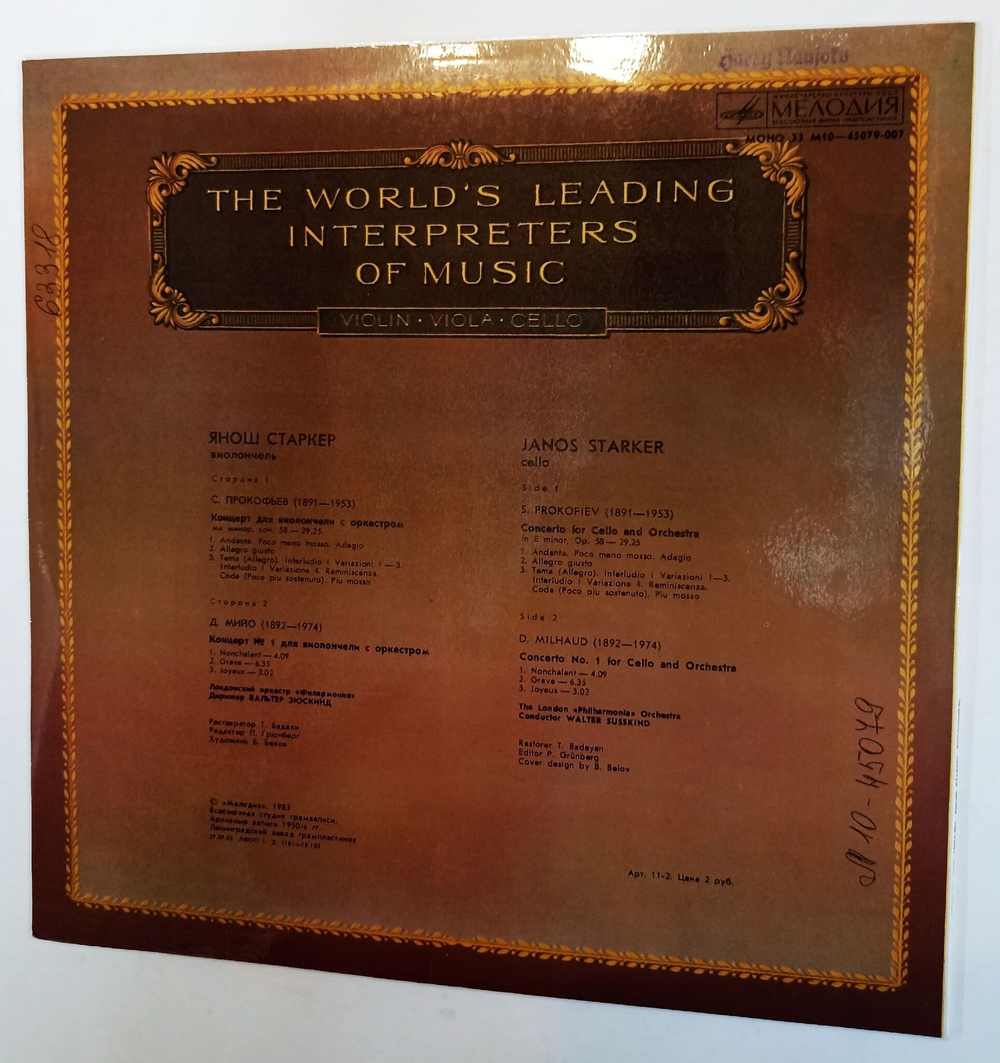 МИНИСТЕРСТВО КУЛЬТУРЫ СССР
МЕЛОДИЯ
ВСЕСОЮЗНАЯ ФИРМА ГРАМПЛАСТИНОК
МОНО 33 М10—45079-007
THE WORLD'S LEADING
INTERPRETERS
OF MUSIC
VIOLIN · VIOLA · CELLO
63318
ЯНОШ СТАРКЕР
виолончель
Сторона 1
С. ПРОКОФЬЕВ (1891—1953)
Концерт для виолончели с оркестром
ми минор, соч. 58 — 29.25
1. Andante. Poco meno mosso. Adagio
2. Allegro giusto
3. Tema (Allegro). Interludio I Variazioni 1—3.
Interludio I Variazione 4. Reminiscenza.
Coda (Poco piu sostenuto). Piu mosso
Сторона 2
Д. МИЙО (1892—1974)
Концерт № 1 для виолончели с оркестром
1. Nonchalant — 4.09
2. Grave — 6.35
3. Joyeux — 3.02
Лондонский оркестр «Филармония»
Дирижер ВАЛЬТЕР ЗЮСКИНД
Реставратор Т. Бадеян
Редактор П. Грюнберг
Художник Б. Белов
© «Мелодия», 1983
Всесоюзная студия грамзаписи.
Архивные записи 1950-х гг.
Ленинградский завод грампластинок
JANOS STARKER
cello
Side 1
S. PROKOFIEV (1891—1953)
Concerto for Cello and Orchestra
in E minor, Op. 58 — 29.25
1. Andante. Poco meno mosso. Adagio
2. Allegro giusto
3. Tema (Allegro). Interludio I Variazioni 1—3.
Interludio I Variazione 4. Reminiscenza.
Coda (Poco piu sostenuto). Piu mosso
Side 2
D. MILHAUD (1892—1974)
Concerto No. 1 for Cello and Orchestra
1. Nonchalant — 4.09
2. Grave — 6.35
3. Joyeux — 3.02
The London «Philharmonia» Orchestra
Conductor WALTER SUSSKIND
Restorer T. Badeyan
Editor P. Grünberg
Cover design by B. Belov
Арт. 11-2. Цена 2 руб.